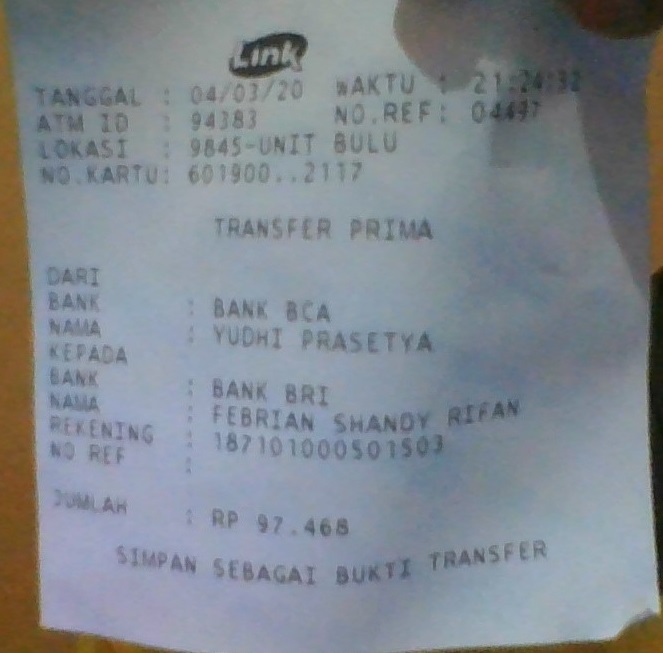 Link
TANGGAL : 04/03/20 WAKTU : 21:24:32
ATM ID : 94383 NO.REF: 04497
LOKASI : 9845-UNIT BULU
NO.KARTU: 601900..2117
TRANSFER PRIMA
DARI
BANK : BANK BCA
NAMA : YUDHI PRASETYA
KEPADA
BANK : BANK BRI
NAMA : FEBRIAN SHANDY RIFAN
REKENING : 187101000501503
NO REF :
JUMLAH : RP 97.468
SIMPAN SEBAGAI BUKTI TRANSFER